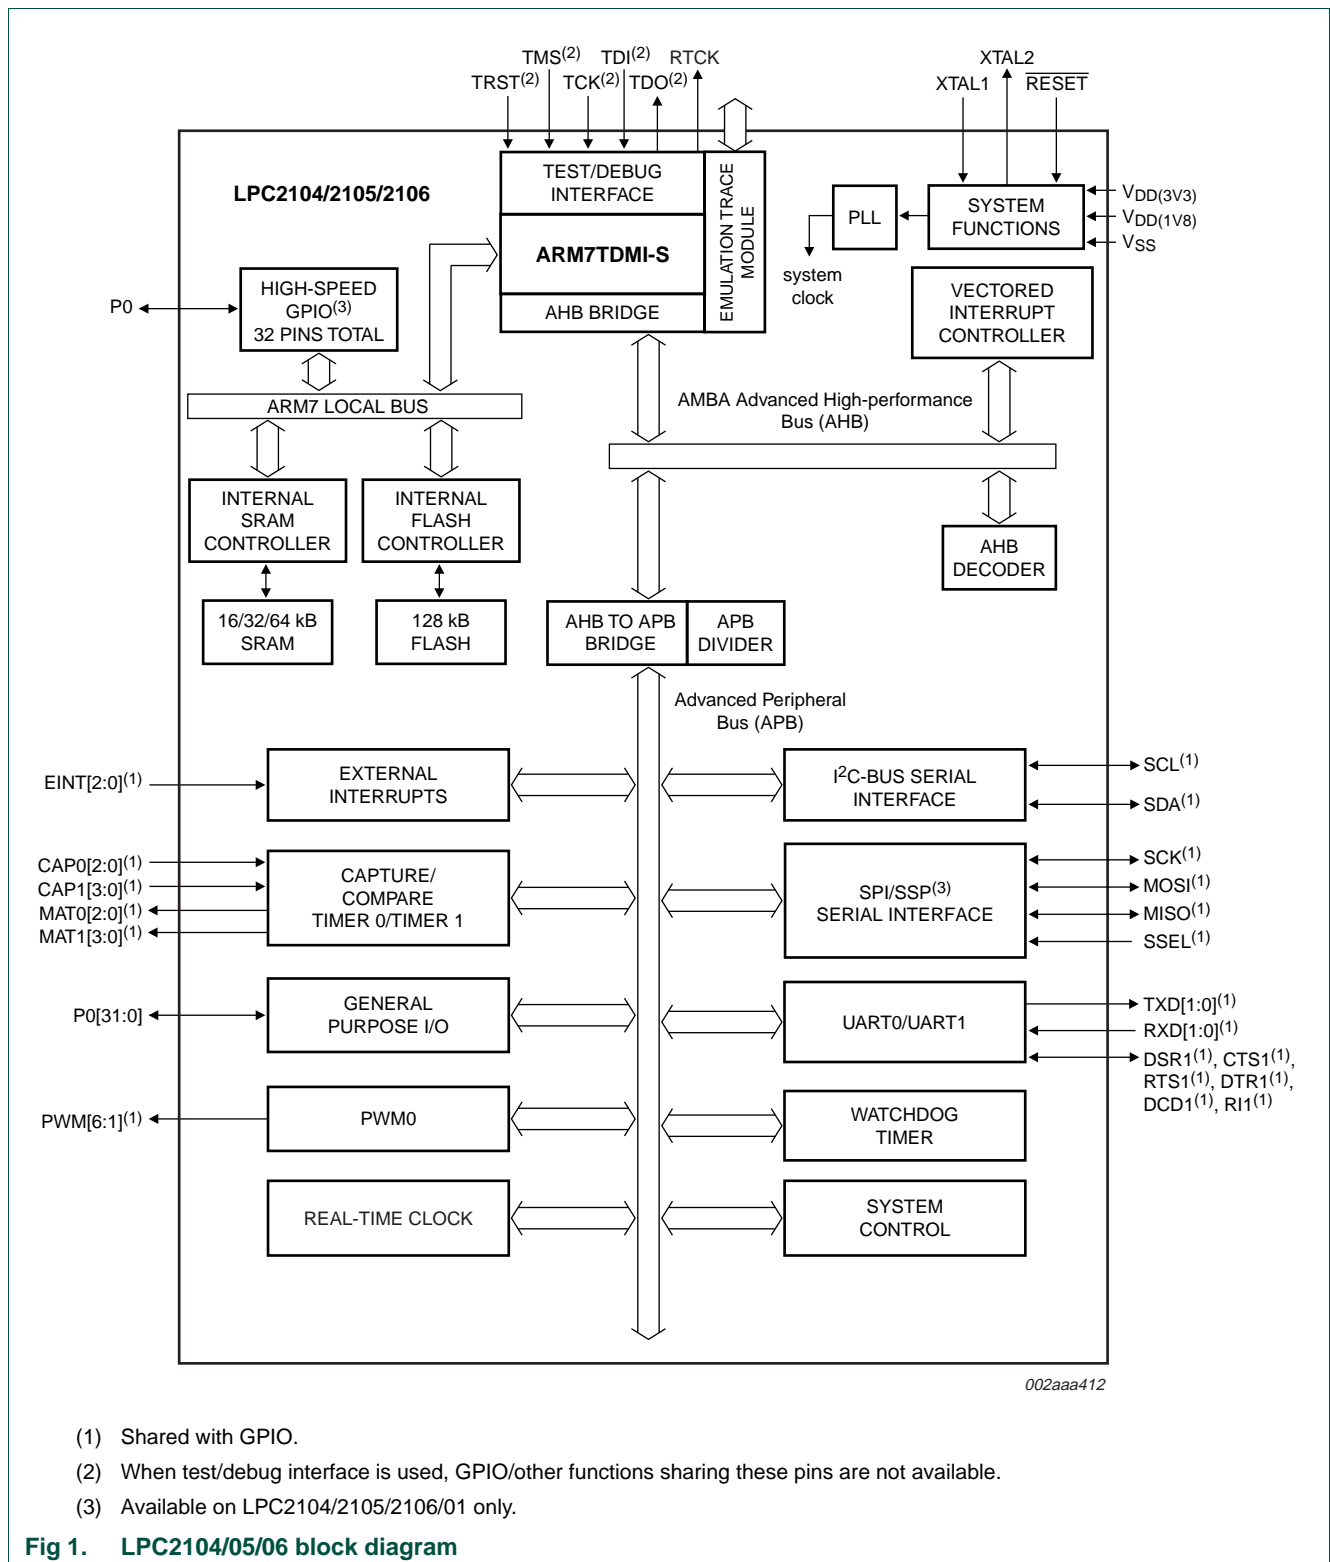 TMS(2) TDI(2) RTCK
TRST(2) TCK(2) TDO(2)
XTAL2
XTAL1 RESET
LPC2104/2105/2106
TEST/DEBUG
INTERFACE
ARM7TDMI-S
AHB BRIDGE
EMULATION TRACE
MODULE
PLL
system
clock
SYSTEM
FUNCTIONS
VDD(3V3)
VDD(1V8)
VSS
P0
HIGH-SPEED
GPIO(3)
32 PINS TOTAL
VECTORED
INTERRUPT
CONTROLLER
ARM7 LOCAL BUS
AMBA Advanced High-performance
Bus (AHB)
INTERNAL
SRAM
CONTROLLER
INTERNAL
FLASH
CONTROLLER
AHB
DECODER
16/32/64 kB
SRAM
128 kB
FLASH
AHB TO APB
BRIDGE
APB
DIVIDER
Advanced Peripheral
Bus (APB)
EINT[2:0](1)
EXTERNAL
INTERRUPTS
I2C-BUS SERIAL
INTERFACE
SCL(1)
SDA(1)
CAP0[2:0](1)
CAP1[3:0](1)
MAT0[2:0](1)
MAT1[3:0](1)
CAPTURE/
COMPARE
TIMER 0/TIMER 1
SPI/SSP(3)
SERIAL INTERFACE
SCK(1)
MOSI(1)
MISO(1)
SSEL(1)
P0[31:0]
GENERAL
PURPOSE I/O
UART0/UART1
TXD[1:0](1)
RXD[1:0](1)
DSR1(1), CTS1(1),
RTS1(1), DTR1(1),
DCD1(1), RI1(1)
PWM[6:1](1)
PWM0
WATCHDOG
TIMER
REAL-TIME CLOCK
SYSTEM
CONTROL
002aaa412
(1) Shared with GPIO.
(2) When test/debug interface is used, GPIO/other functions sharing these pins are not available.
(3) Available on LPC2104/2105/2106/01 only.
Fig 1. LPC2104/05/06 block diagram